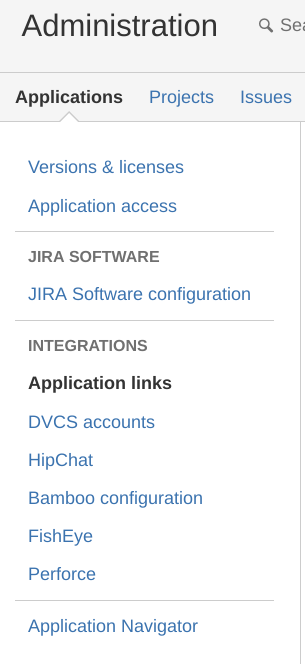 Administration
Applications Projects Issues
Versions & licenses
Application access
JIRA SOFTWARE
JIRA Software configuration
INTEGRATIONS
Application links
DVCS accounts
HipChat
Bamboo configuration
FishEye
Perforce
Application Navigator